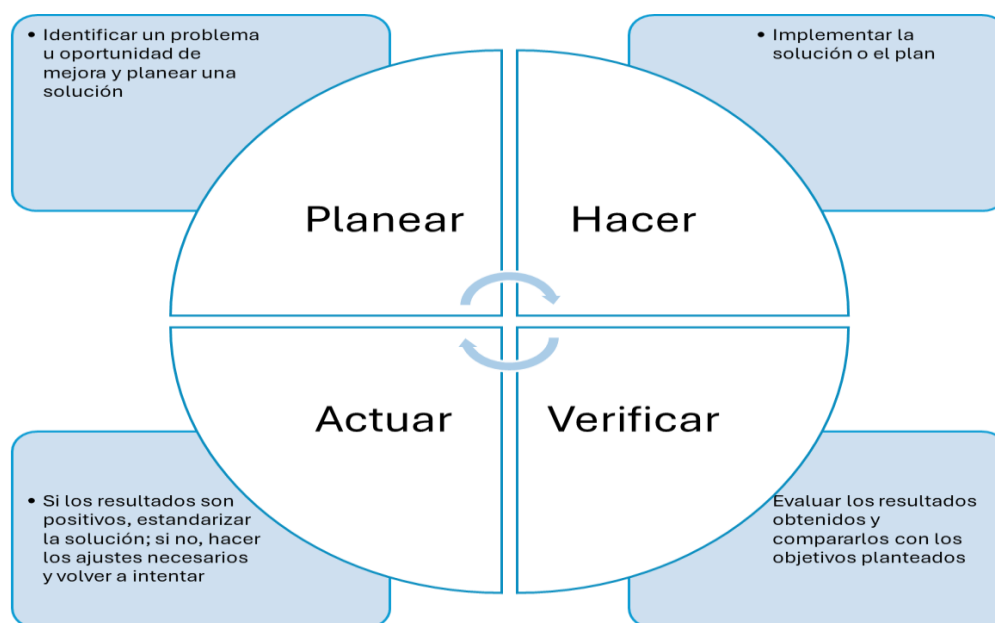 • Identificar un problema
u oportunidad de
mejora y planear una
solución
• Implementar la
solución o el plan
Planear
Hacer
Actuar
Verificar
• Si los resultados son
positivos, estandarizar
la solución; si no, hacer
los ajustes necesarios
y volver a intentar
Evaluar los resultados
obtenidos y
compararlos con los
objetivos planteados